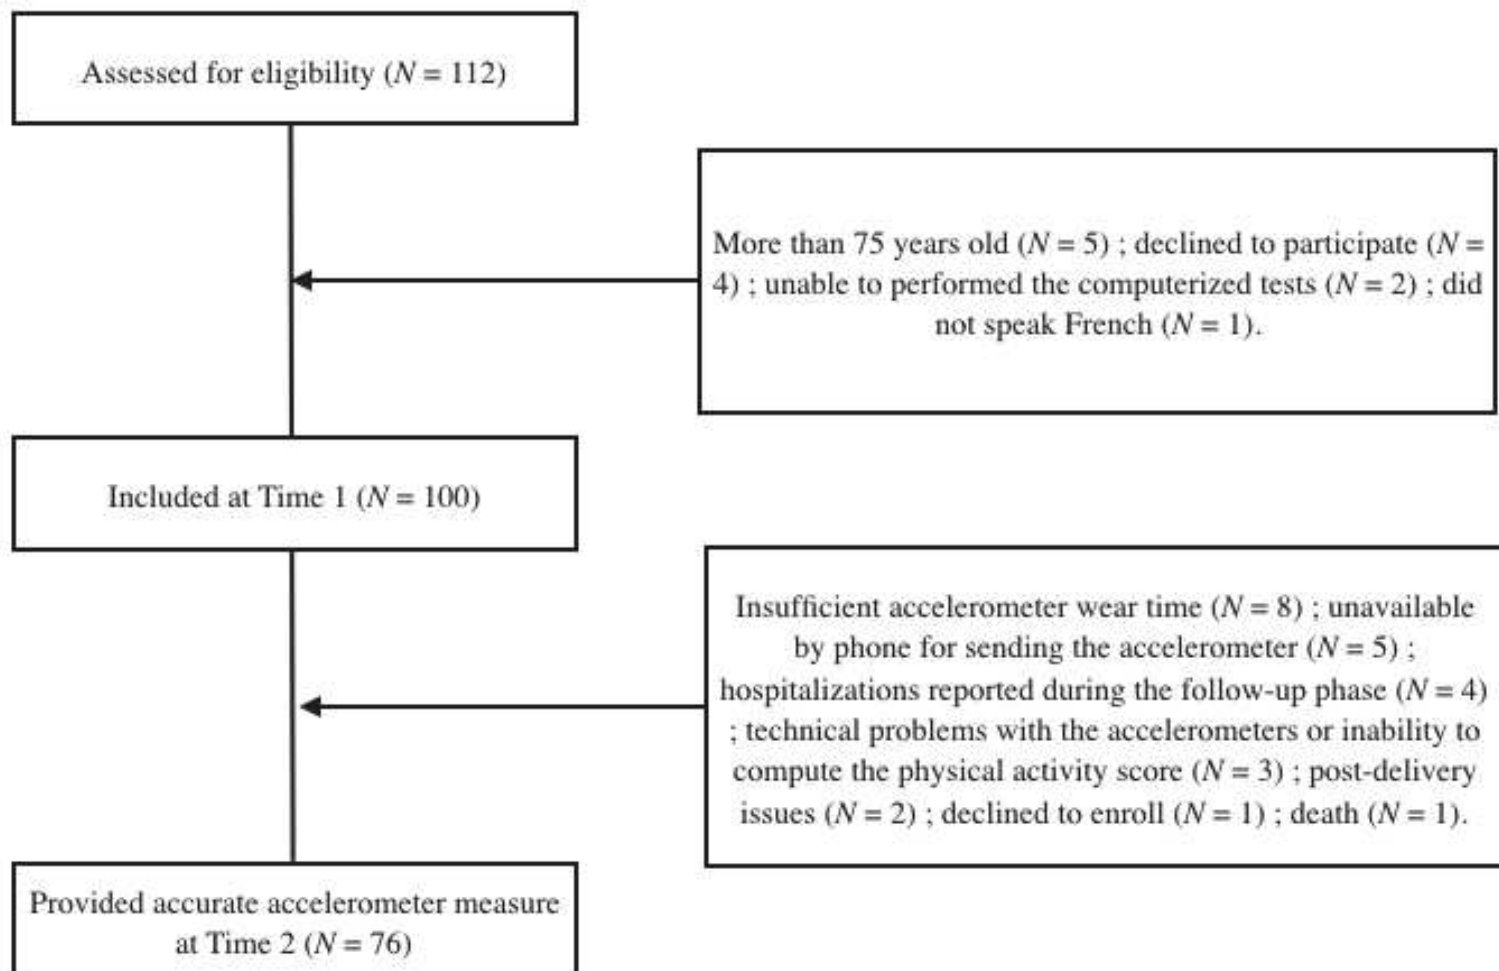 Assessed for eligibility (N = 112)
More than 75 years old (N = 5) ; declined to participate (N =
4) ; unable to performed the computerized tests (N = 2) ; did
not speak French (N = 1).
Included at Time 1 (N = 100)
Insufficient accelerometer wear time (N = 8) ; unavailable
by phone for sending the accelerometer (N = 5) ;
hospitalizations reported during the follow-up phase (N = 4)
; technical problems with the accelerometers or inability to
compute the physical activity score (N = 3) ; post-delivery
issues (N = 2) ; declined to enroll (N = 1) ; death (N = 1).
Provided accurate accelerometer measure
at Time 2 (N = 76)